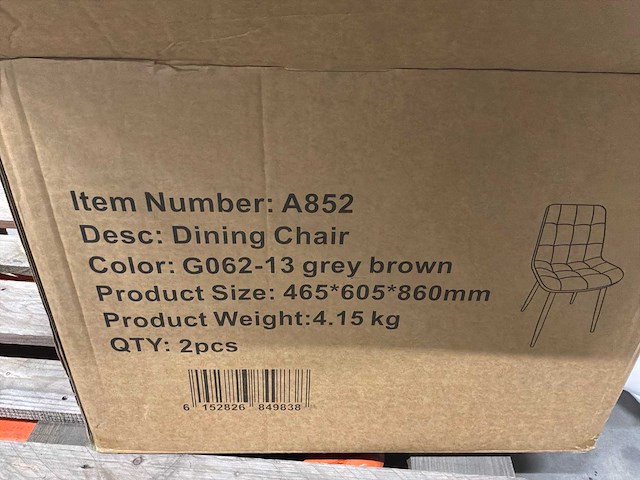 Item Number: A852
Desc: Dining Chair
Color: G062-13 grey brown
Product Size: 465*605*860mm
Product Weight:4.15 kg
QTY: 2pcs
6 152826 849838